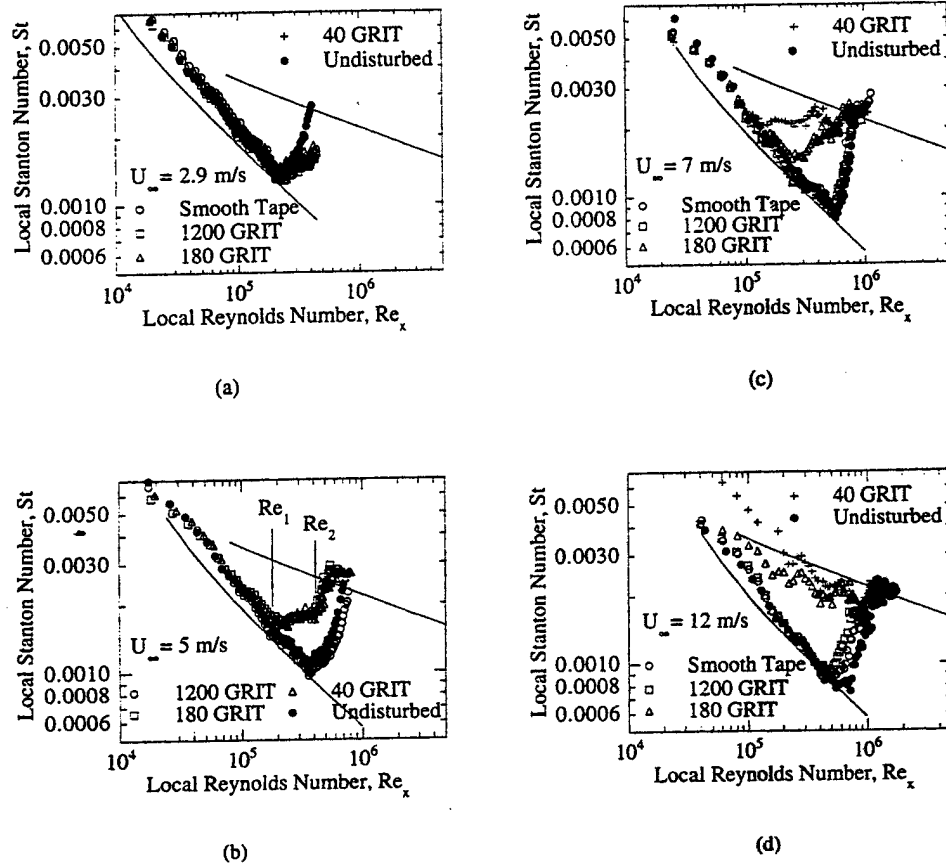 Local Stanton Number, St
0.0050
0.0030
0.0010
0.0008
0.0006
+ 40 GRIT
● Undisturbed
U∞ = 2.9 m/s
○ Smooth Tape
□ 1200 GRIT
△ 180 GRIT
10⁴ 10⁵ 10⁶
Local Reynolds Number, Reₓ
(a)
Local Stanton Number, St
0.0050
0.0030
0.0010
0.0008
0.0006
+ 40 GRIT
● Undisturbed
U∞ = 7 m/s
○ Smooth Tape
□ 1200 GRIT
△ 180 GRIT
10⁴ 10⁵ 10⁶
Local Reynolds Number, Reₓ
(c)
Local Stanton Number, St
0.0050
0.0030
0.0010
0.0008
0.0006
Re₁ Re₂
U∞ = 5 m/s
○ 1200 GRIT △ 40 GRIT
□ 180 GRIT ● Undisturbed
10⁴ 10⁵ 10⁶
Local Reynolds Number, Reₓ
(b)
Local Stanton Number, St
0.0050
0.0030
0.0010
0.0008
0.0006
+ 40 GRIT
● Undisturbed
U∞ = 12 m/s
○ Smooth Tape
□ 1200 GRIT
△ 180 GRIT
10⁴ 10⁵ 10⁶
Local Reynolds Number, Reₓ
(d)